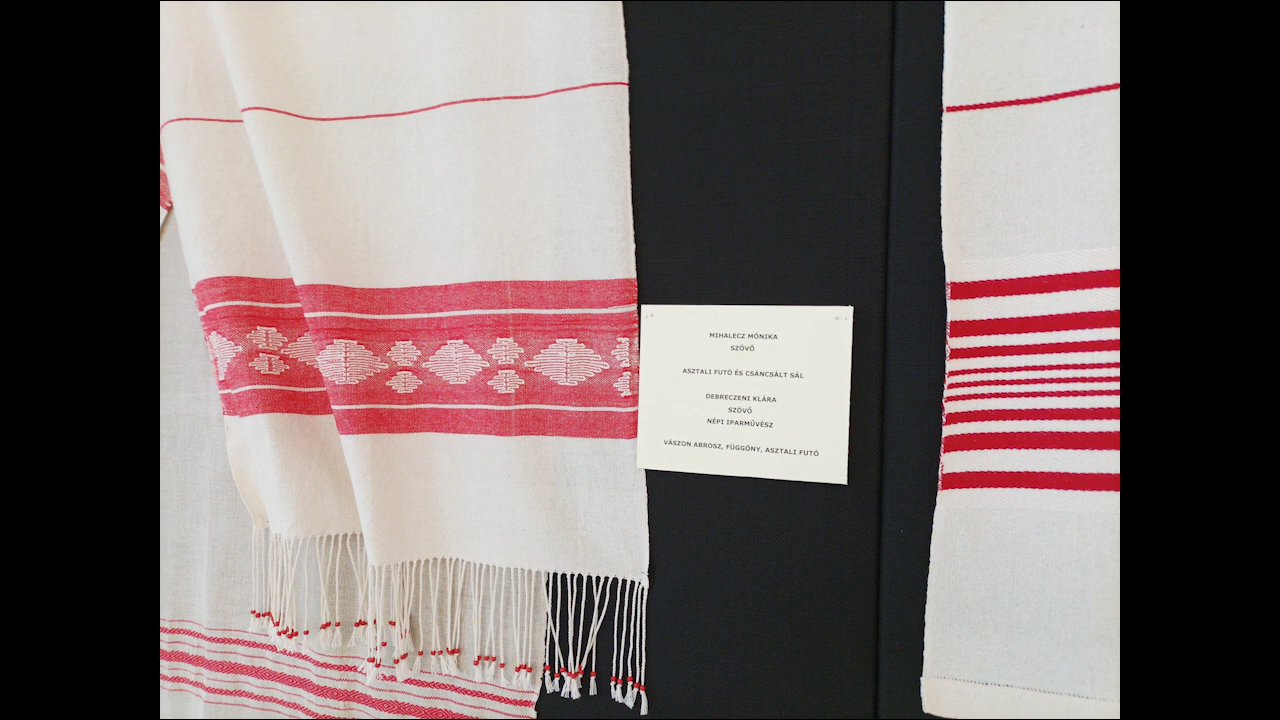 MIHALECZ MÓNIKA
SZÖVŐ
ASZTALI FUTÓ ÉS CSÁNCSÁLT SÁL
DEBRECZENI KLÁRA
SZÖVŐ
NÉPI IPARMŰVÉSZ
VÁSZON ABROSZ, FÜGGÖNY, ASZTALI FUTÓ